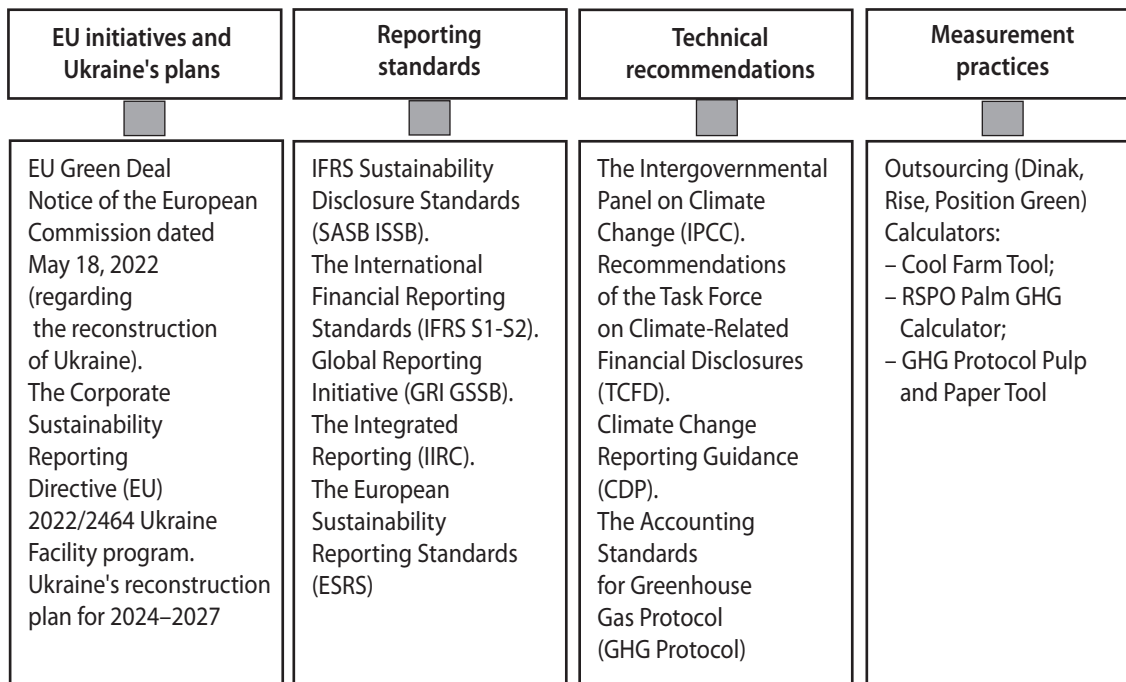 EU initiatives and
Ukraine's plans
EU Green Deal
Notice of the European
Commission dated
May 18, 2022
(regarding
the reconstruction
of Ukraine).
The Corporate
Sustainability
Reporting
Directive (EU)
2022/2464 Ukraine
Facility program.
Ukraine's reconstruction
plan for 2024–2027
Reporting
standards
IFRS Sustainability
Disclosure Standards
(SASB ISSB).
The International
Financial Reporting
Standards (IFRS S1-S2).
Global Reporting
Initiative (GRI GSSB).
The Integrated
Reporting (IIRC).
The European
Sustainability
Reporting Standards
(ESRS)
Technical
recommendations
The Intergovernmental
Panel on Climate
Change (IPCC).
Recommendations
of the Task Force
on Climate-Related
Financial Disclosures
(TCFD).
Climate Change
Reporting Guidance
(CDP).
The Accounting
Standards
for Greenhouse
Gas Protocol
(GHG Protocol)
Measurement
practices
Outsourcing (Dinak,
Rise, Position Green)
Calculators:
– Cool Farm Tool;
– RSPO Palm GHG
Calculator;
– GHG Protocol Pulp
and Paper Tool